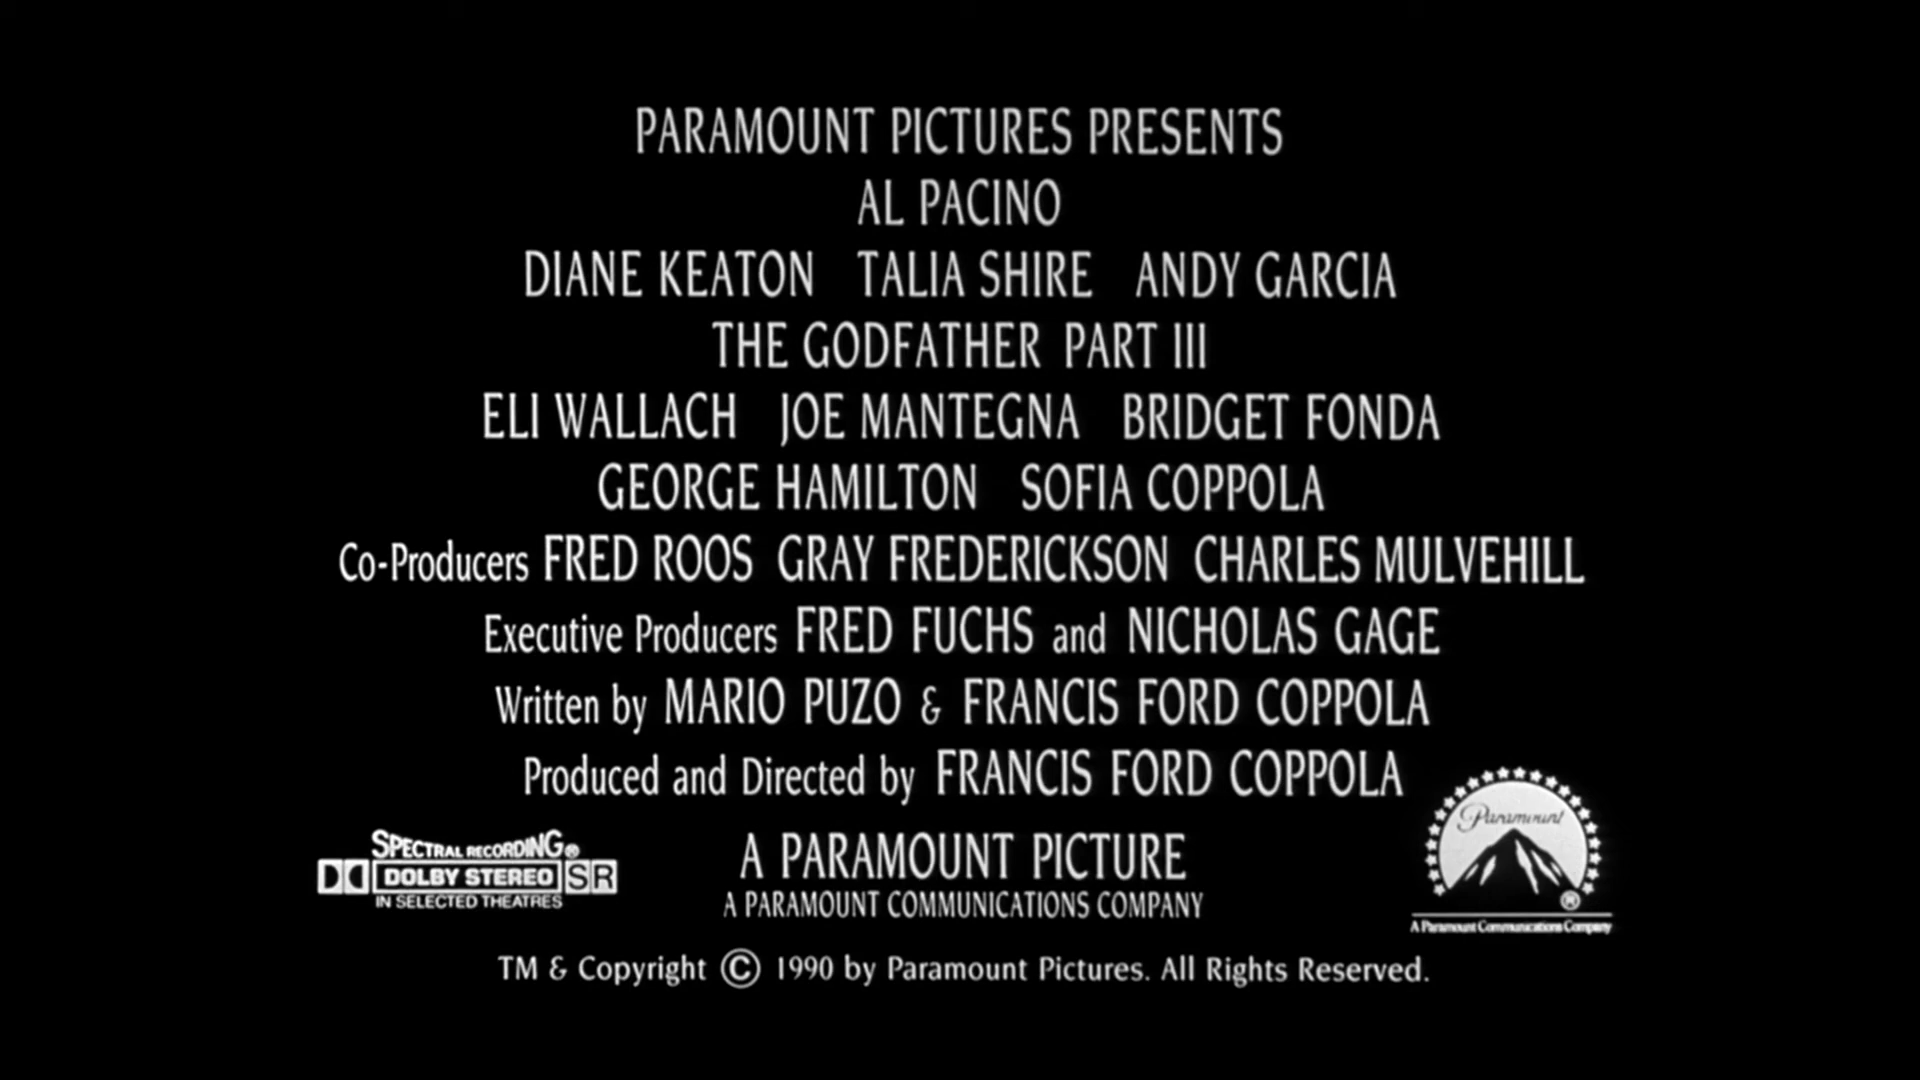 PARAMOUNT PICTURES PRESENTS
AL PACINO
DIANE KEATON TALIA SHIRE ANDY GARCIA
THE GODFATHER PART III
ELI WALLACH JOE MANTEGNA BRIDGET FONDA
GEORGE HAMILTON SOFIA COPPOLA
Co-Producers FRED ROOS GRAY FREDERICKSON CHARLES MULVEHILL
Executive Producers FRED FUCHS and NICHOLAS GAGE
Written by MARIO PUZO & FRANCIS FORD COPPOLA
Produced and Directed by FRANCIS FORD COPPOLA
SPECTRAL RECORDING®
DOLBY STEREO SR
IN SELECTED THEATRES
A PARAMOUNT PICTURE
A PARAMOUNT COMMUNICATIONS COMPANY
Paramount
®
A Paramount Communications Company
TM & Copyright © 1990 by Paramount Pictures. All Rights Reserved.